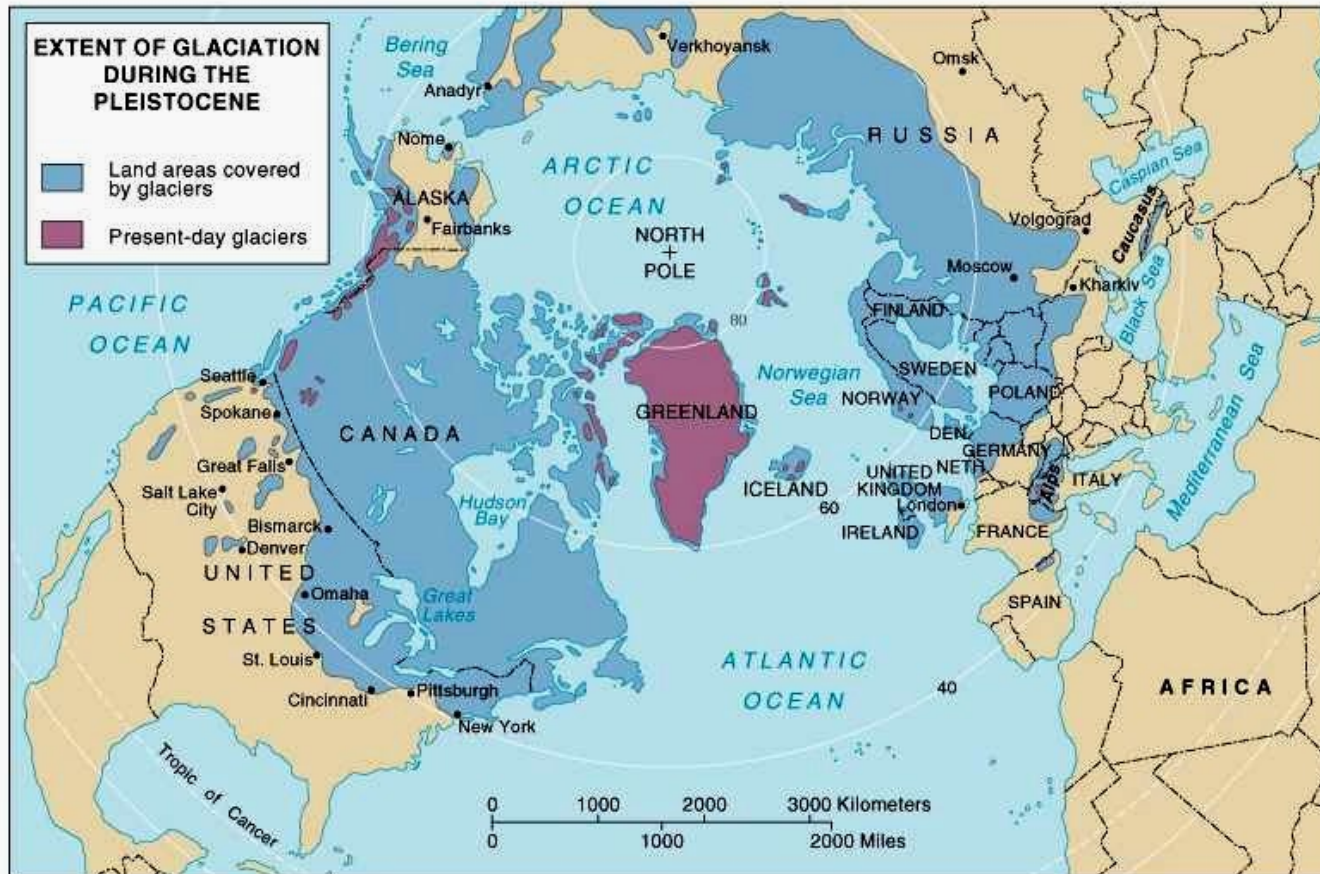 EXTENT OF GLACIATION
DURING THE
PLEISTOCENE
Land areas covered
by glaciers
Present-day glaciers
Bering
Sea
Anadyr
Verkhoyansk
Omsk
Nome
RUSSIA
ARCTIC
OCEAN
Caspian Sea
ALASKA
Fairbanks
NORTH
POLE
Volgograd
Caucasus
Moscow
Kharkiv
Black Sea
PACIFIC
OCEAN
FINLAND
80
Mediterranean Sea
Seattle
Norwegian
Sea
SWEDEN
POLAND
NORWAY
Spokane
GREENLAND
CANADA
DEN.
GERMANY
Great Falls
NETH.
UNITED
KINGDOM
London
Alps
ITALY
Salt Lake
City
Hudson
Bay
ICELAND
60
Bismarck
IRELAND
FRANCE
Denver
UNITED
STATES
Omaha
Great
Lakes
SPAIN
St. Louis
ATLANTIC
OCEAN
40
AFRICA
Cincinnati
Pittsburgh
New York
Tropic of Cancer
0 1000 2000 3000 Kilometers
0 1000 2000 Miles